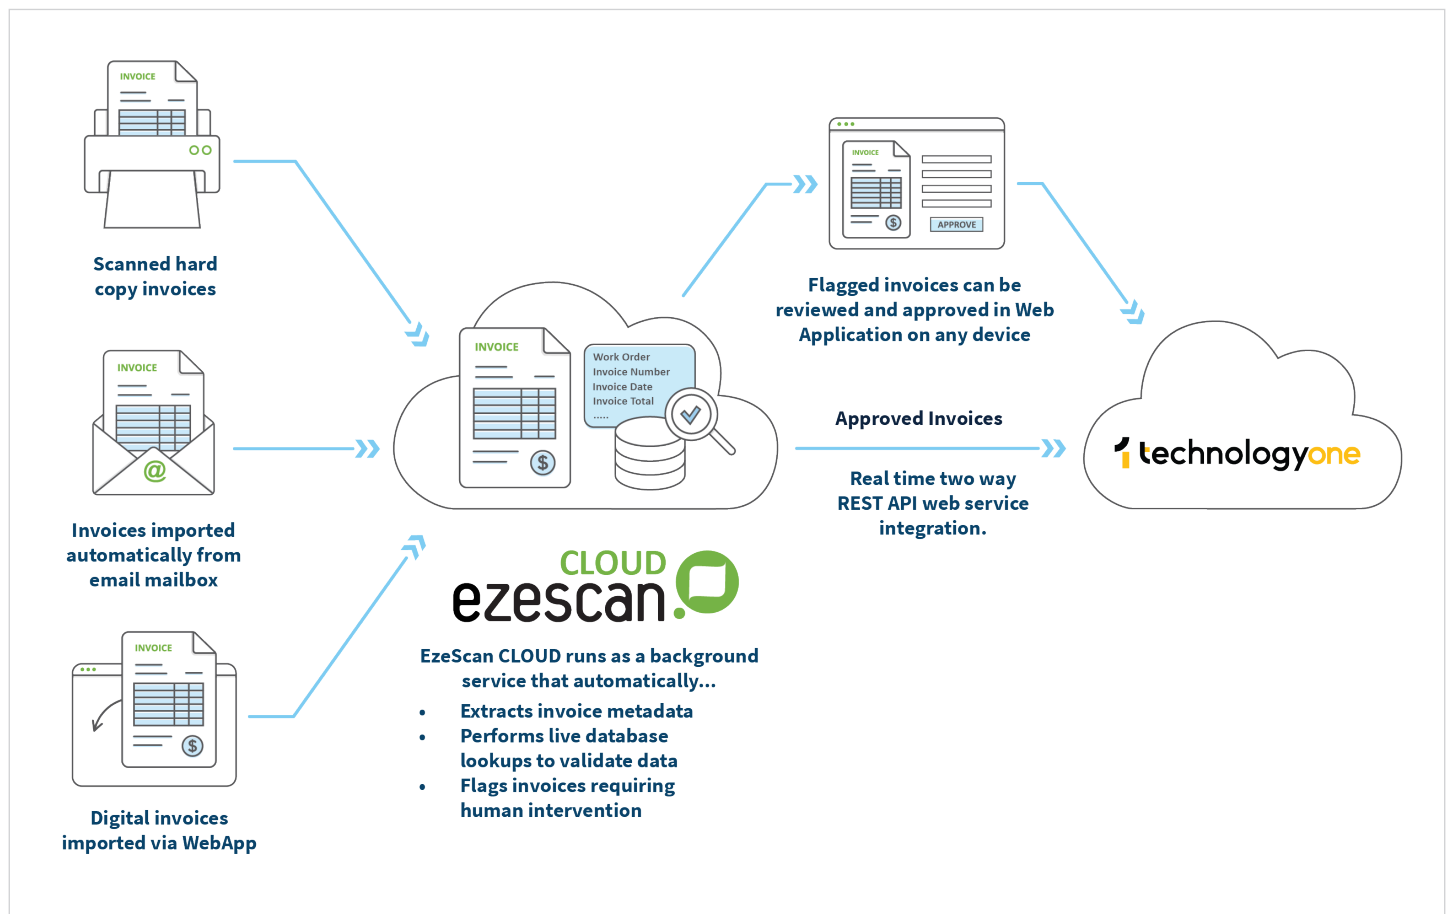 INVOICE
Scanned hard
copy invoices
INVOICE
@
Invoices imported
automatically from
email mailbox
INVOICE
$
Digital invoices
imported via WebApp
INVOICE
$
Work Order
Invoice Number
Invoice Date
Invoice Total
.....
CLOUD
ezescan
EzeScan CLOUD runs as a background
service that automatically...
• Extracts invoice metadata
• Performs live database
lookups to validate data
• Flags invoices requiring
human intervention
INVOICE
$
APPROVE
Flagged invoices can be
reviewed and approved in Web
Application on any device
Approved Invoices
Real time two way
REST API web service
integration.
1 technologyone